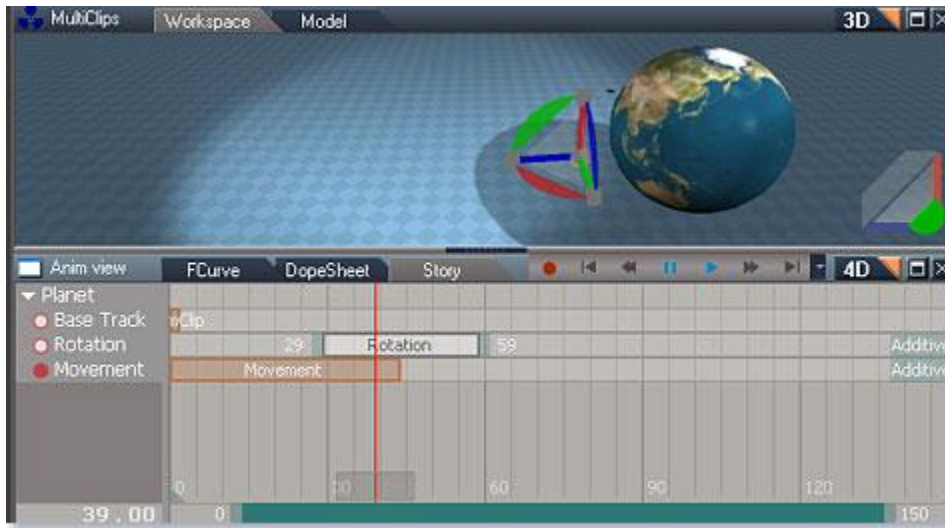 MultiClips Workspace Model 3D
Anim view FCurve DopeSheet Story 4D
Planet
Base Track Clip
Rotation 29 Rotation 59 Additive
Movement Movement Additive
0 30 60 90 120
39.00 0 150